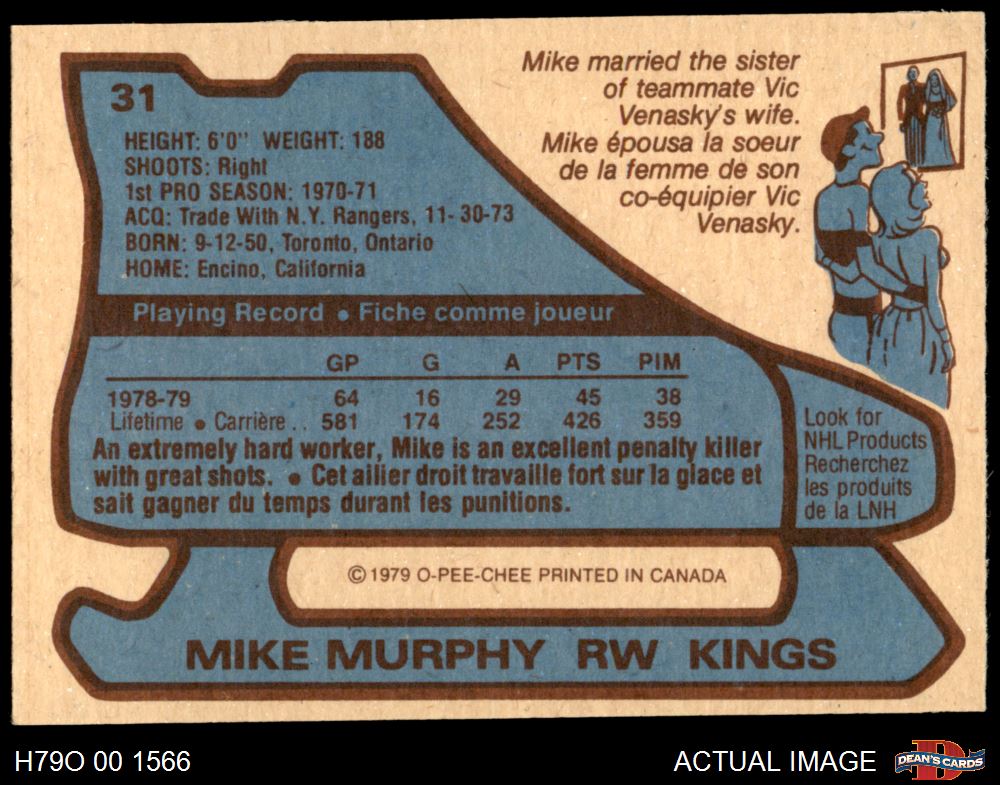 31
HEIGHT: 6'0" WEIGHT: 188
SHOOTS: Right
1st PRO SEASON: 1970-71
ACQ: Trade With N.Y. Rangers, 11-30-73
BORN: 9-12-50, Toronto, Ontario
HOME: Encino, California
Mike married the sister
of teammate Vic
Venasky's wife.
Mike épousa la soeur
de la femme de son
co-équipier Vic
Venasky.
Playing Record • Fiche comme joueur
GP G A PTS PIM
1978-79 64 16 29 45 38
Lifetime • Carrière .. 581 174 252 426 359
An extremely hard worker, Mike is an excellent penalty killer
with great shots. • Cet ailier droit travaille fort sur la glace et
sait gagner du temps durant les punitions.
Look for
NHL Products
Recherchez
les produits
de la LNH
© 1979 O-PEE-CHEE PRINTED IN CANADA
MIKE MURPHY RW KINGS
H79O 00 1566
ACTUAL IMAGE
DEAN'S CARDS